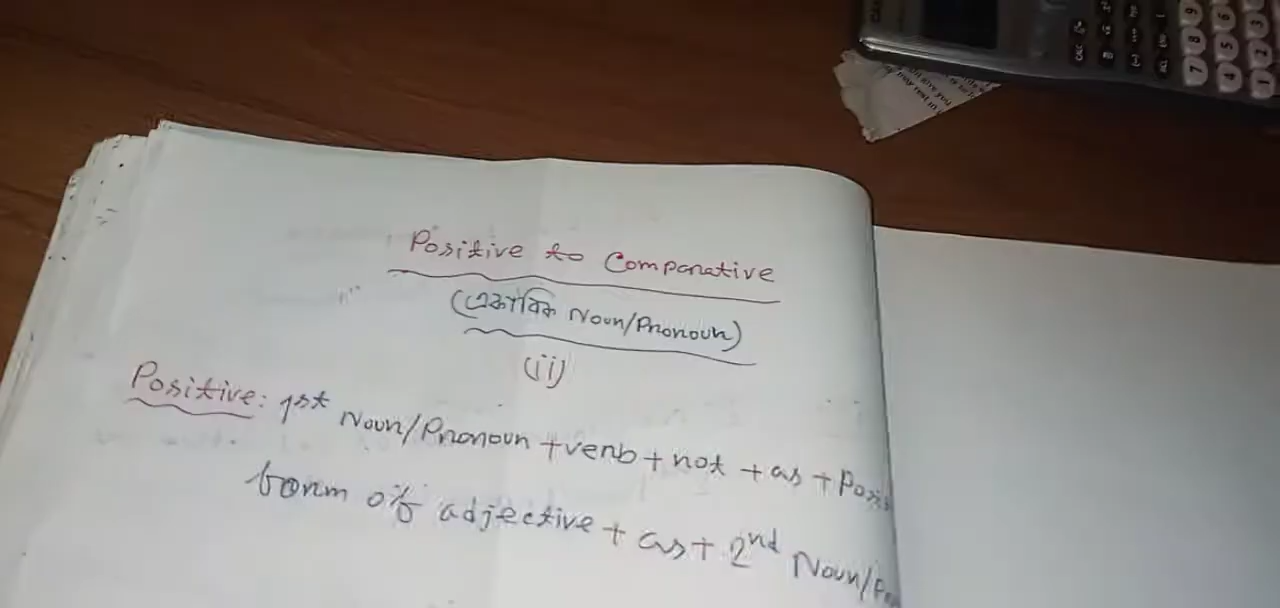 Positive to Comparative
(একাধিক Noun/Pronoun)
(ii)
Positive: 1st Noun/Pronoun + verb + not + as + Posi
form of adjective + as + 2nd Noun/Pro